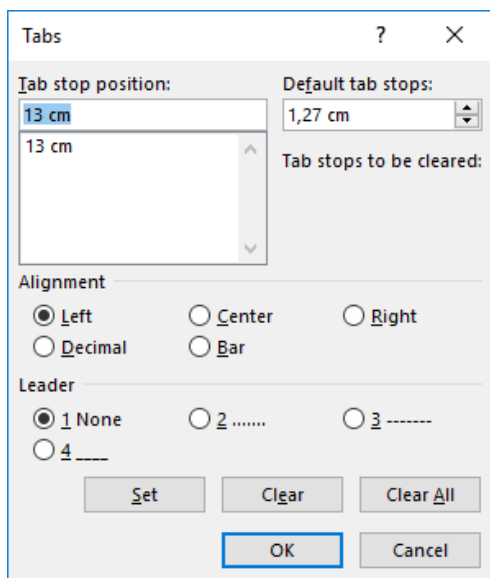 Tabs ?
Tab stop position: Default tab stops:
13 cm 1,27 cm
13 cm
Tab stops to be cleared:
Alignment
Left Center Right
Decimal Bar
Leader
1 None 2 ....... 3 -------
4 ____
Set Clear Clear All
OK Cancel